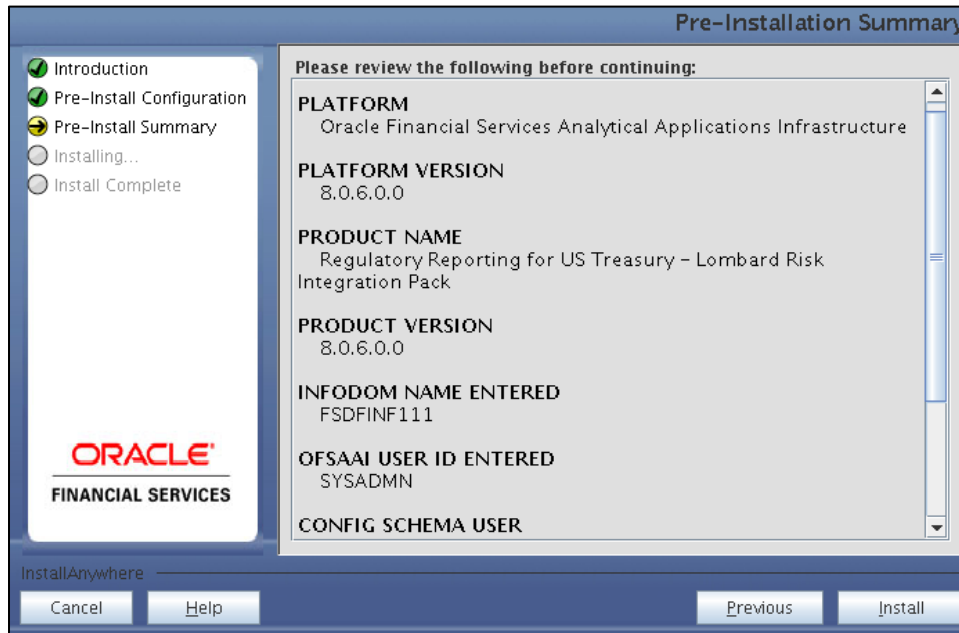 Pre-Installation Summary
Introduction
Pre-Install Configuration
Pre-Install Summary
Installing...
Install Complete
ORACLE®
FINANCIAL SERVICES
Please review the following before continuing:
PLATFORM
Oracle Financial Services Analytical Applications Infrastructure
PLATFORM VERSION
8.0.6.0.0
PRODUCT NAME
Regulatory Reporting for US Treasury – Lombard Risk
Integration Pack
PRODUCT VERSION
8.0.6.0.0
INFODOM NAME ENTERED
FSDFINF111
OFSAAI USER ID ENTERED
SYSADMN
CONFIG SCHEMA USER
InstallAnywhere
Cancel
Help
Previous
Install